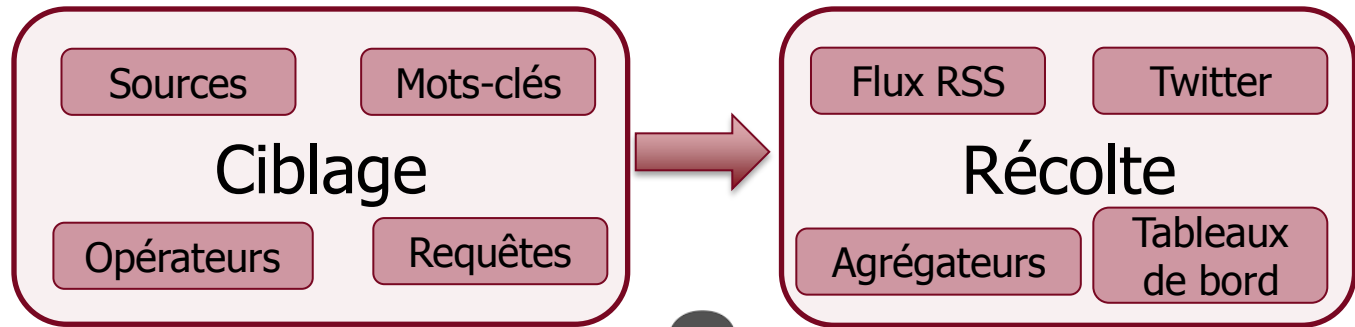 Sources
Mots-clés
Ciblage
Opérateurs
Requêtes
Flux RSS
Twitter
Récolte
Agrégateurs
Tableaux
de bord